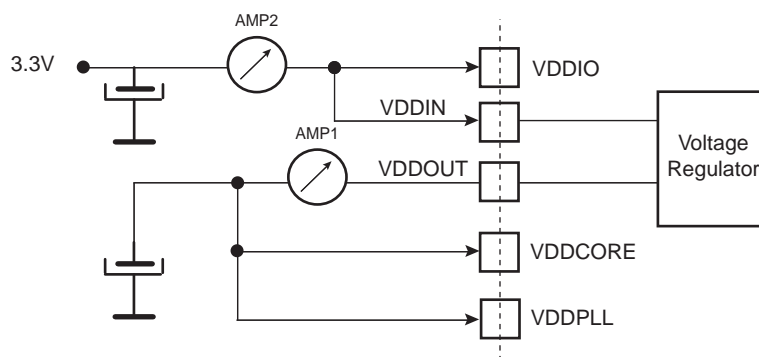 AMP2
3.3V
VDDIO
VDDIN
AMP1
Voltage
Regulator
VDDOUT
VDDCORE
VDDPLL